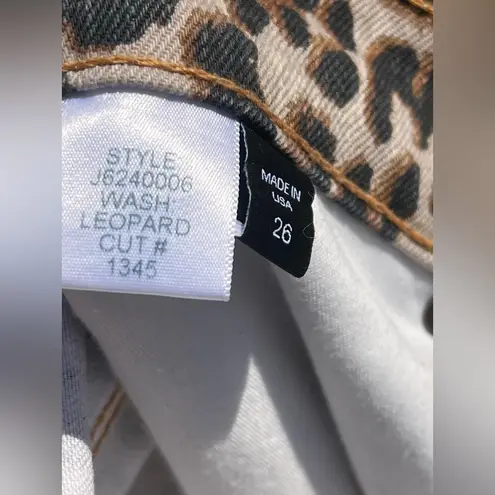 STYLE
J6240006
WASH
LEOPARD
CUT #
1345
MADE IN
USA
26